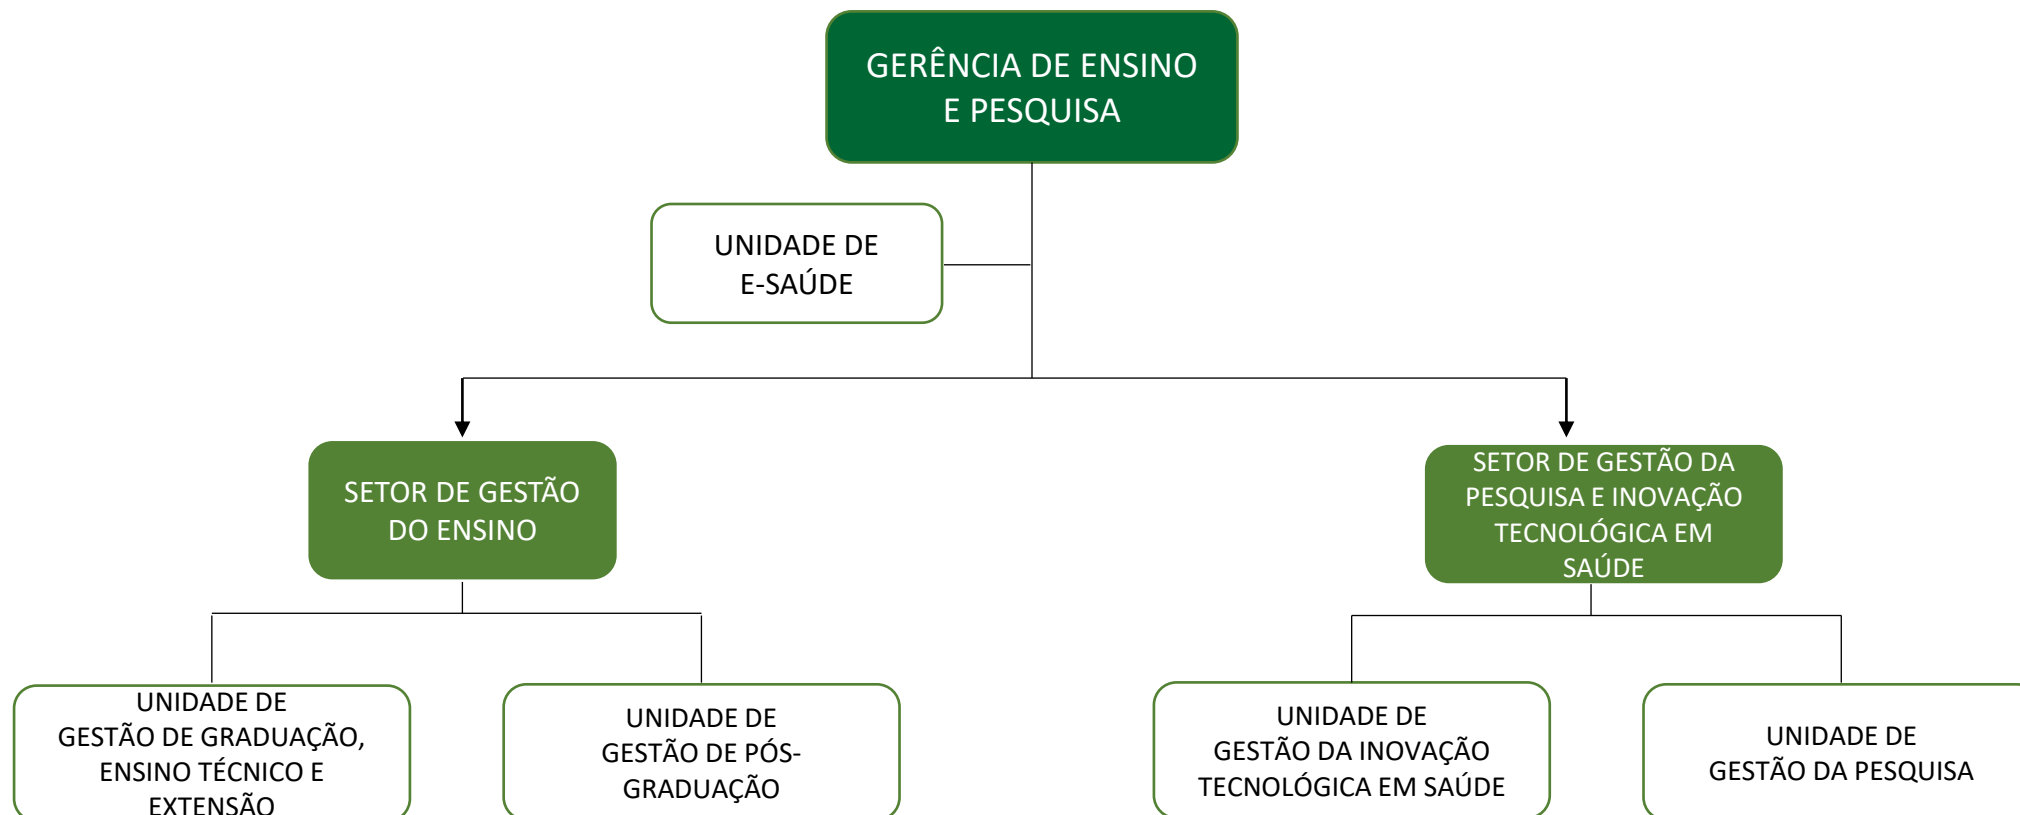 GERÊNCIA DE ENSINO
E PESQUISA
UNIDADE DE
E-SAÚDE
SETOR DE GESTÃO
DO ENSINO
SETOR DE GESTÃO DA
PESQUISA E INOVAÇÃO
TECNOLÓGICA EM
SAÚDE
UNIDADE DE
GESTÃO DE GRADUAÇÃO,
ENSINO TÉCNICO E
EXTENSÃO
UNIDADE DE
GESTÃO DE PÓS-
GRADUAÇÃO
UNIDADE DE
GESTÃO DA INOVAÇÃO
TECNOLÓGICA EM SAÚDE
UNIDADE DE
GESTÃO DA PESQUISA